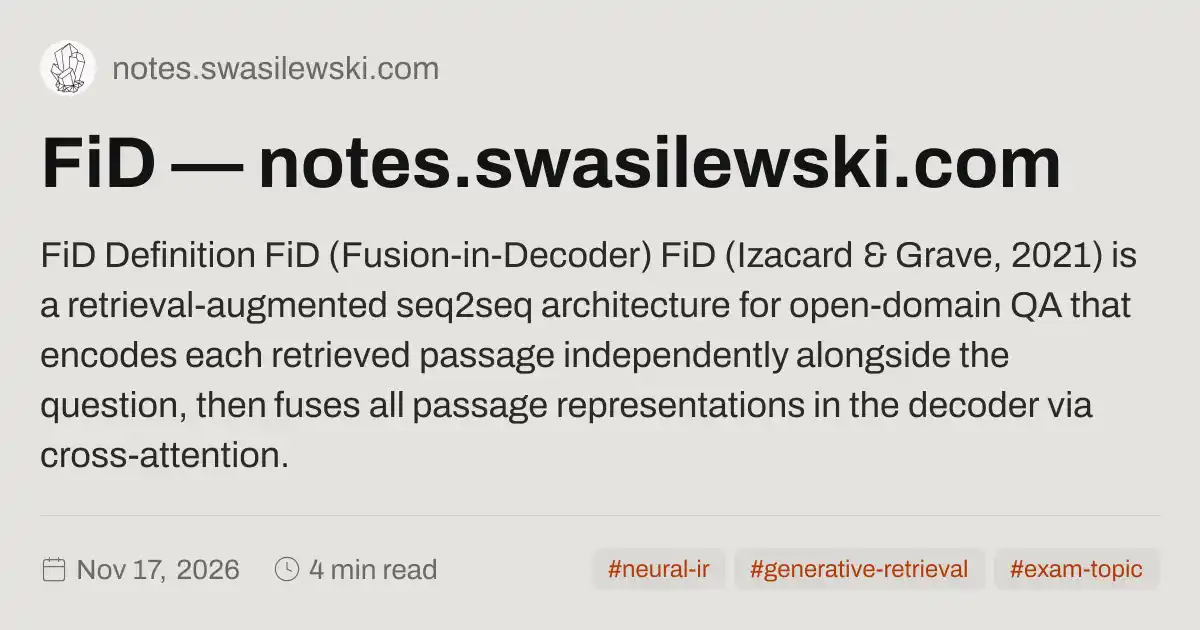 notes.swasilewski.com
FiD — notes.swasilewski.com
FiD Definition FiD (Fusion-in-Decoder) FiD (Izacard & Grave, 2021) is
a retrieval-augmented seq2seq architecture for open-domain QA that
encodes each retrieved passage independently alongside the
question, then fuses all passage representations in the decoder via
cross-attention.
Nov 17, 2026 4 min read #neural-ir #generative-retrieval #exam-topic